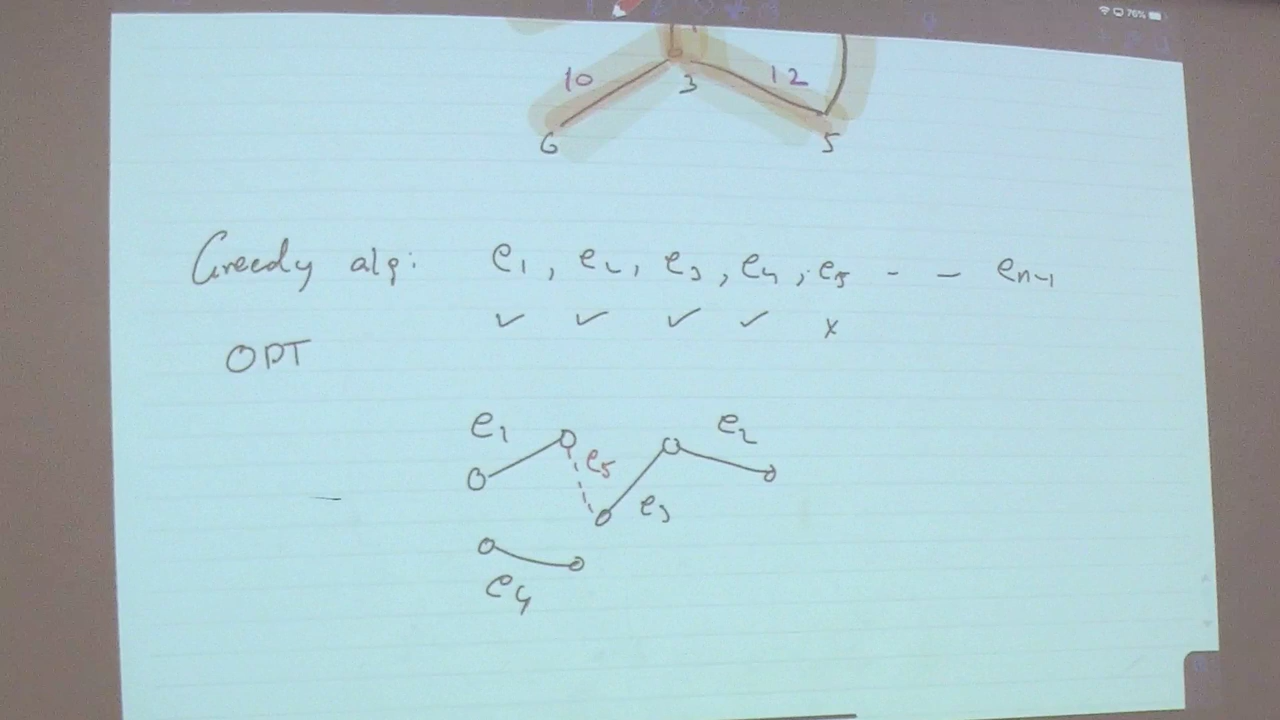 76%
10 12
3
6 5
Greedy alg: e1, e2, e3, e4, e5 - - en-1
✓ ✓ ✓ ✓ x
OPT
e1 e2
e5
e3
e4